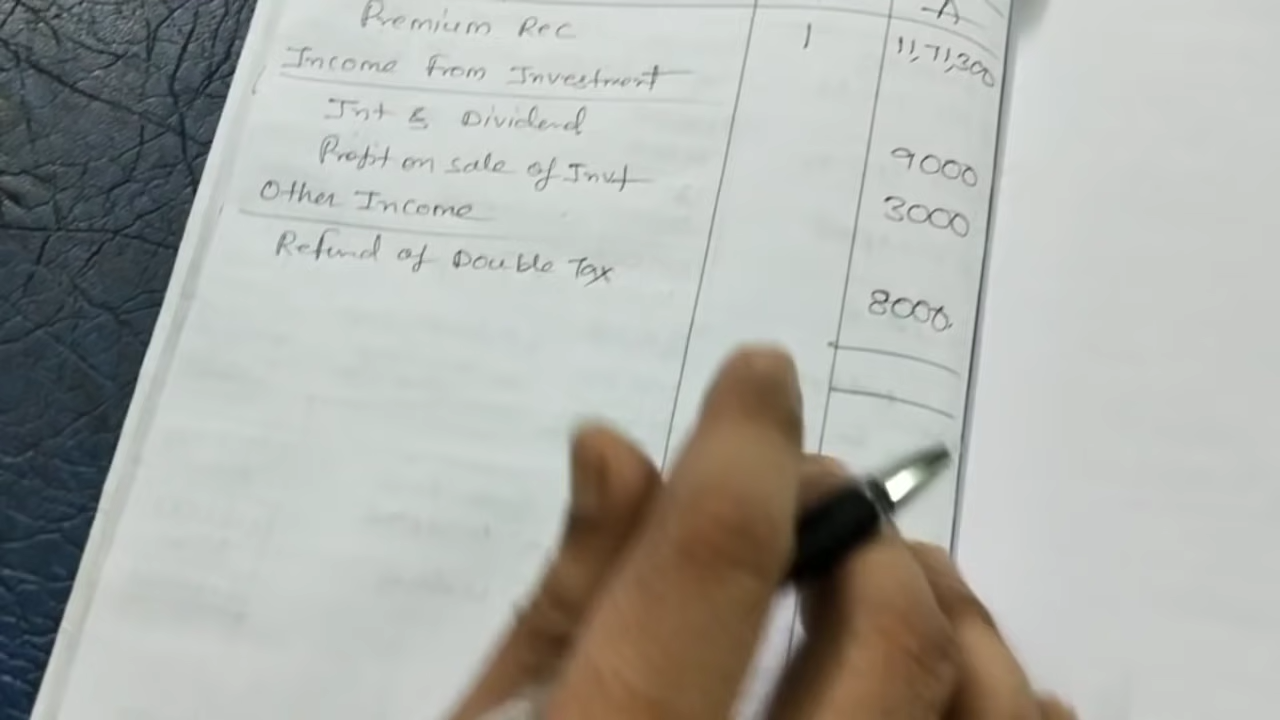 A
Premium Rec 1 11,71,300
Income from Investment
Int & Dividend 9000
Profit on sale of Invt 3000
Other Income
Refund of Double Tax 8000